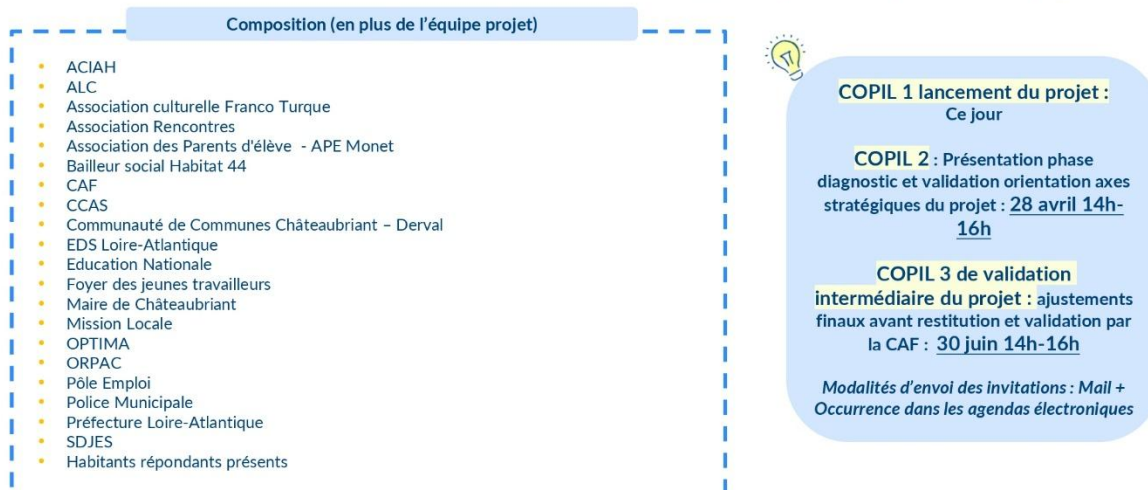 Composition (en plus de l’équipe projet)
ACIAH
ALC
Association culturelle Franco Turque
Association Rencontres
Association des Parents d'élève - APE Monet
Bailleur social Habitat 44
CAF
CCAS
Communauté de Communes Châteaubriant – Derval
EDS Loire-Atlantique
Education Nationale
Foyer des jeunes travailleurs
Maire de Châteaubriant
Mission Locale
OPTIMA
ORPAC
Pôle Emploi
Police Municipale
Préfecture Loire-Atlantique
SDJES
Habitants répondants présents
COPIL 1 lancement du projet :
Ce jour
COPIL 2 : Présentation phase
diagnostic et validation orientation axes
stratégiques du projet : 28 avril 14h-
16h
COPIL 3 de validation
intermédiaire du projet : ajustements
finaux avant restitution et validation par
la CAF : 30 juin 14h-16h
Modalités d’envoi des invitations : Mail +
Occurrence dans les agendas électroniques